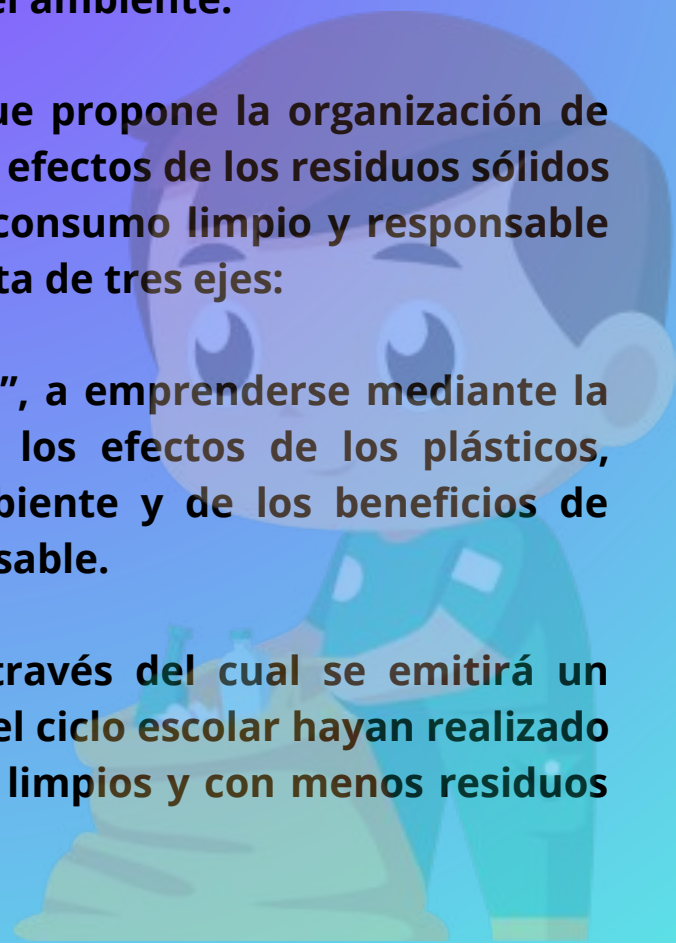 el ambiente.
ue propone la organización de
efectos de los residuos sólidos
consumo limpio y responsable
ta de tres ejes:
”, a emprenderse mediante la
los efectos de los plásticos,
biente y de los beneficios de
sable.
través del cual se emitirá un
el ciclo escolar hayan realizado
limpios y con menos residuos